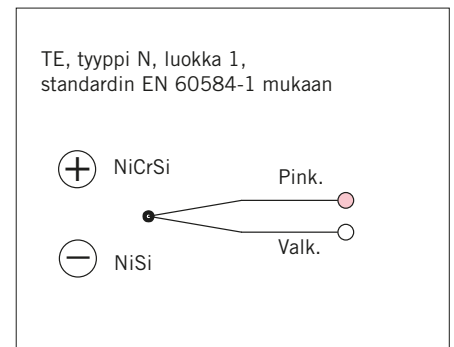 TE, tyyppi N, luokka 1,
standardin EN 60584-1 mukaan
+ NiCrSi
Pink.
Valk.
− NiSi